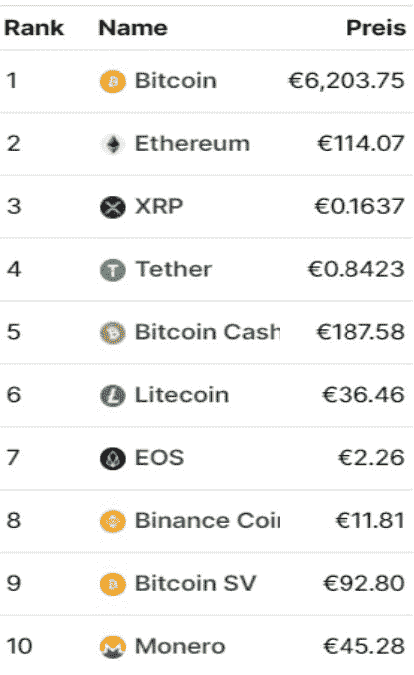 Rank Name Preis
1 Bitcoin €6,203.75
2 Ethereum €114.07
3 XRP €0.1637
4 Tether €0.8423
5 Bitcoin Cash €187.58
6 Litecoin €36.46
7 EOS €2.26
8 Binance Coi €11.81
9 Bitcoin SV €92.80
10 Monero €45.28